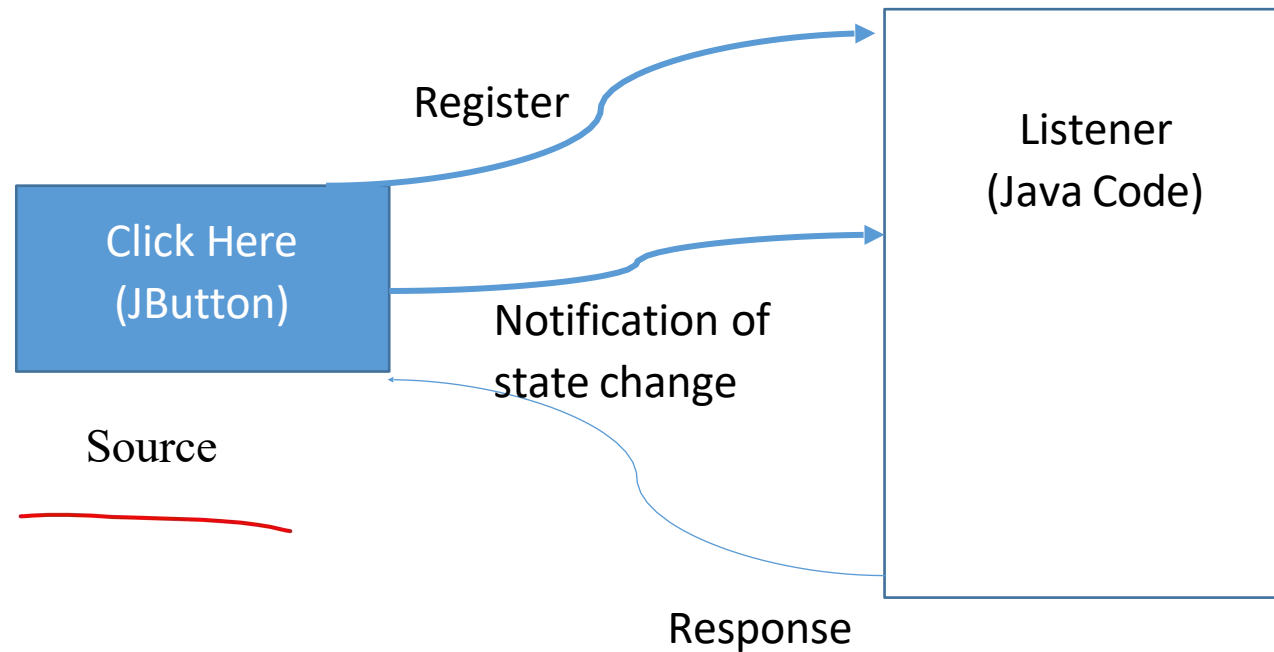 Register
Listener
(Java Code)
Click Here
(JButton)
Notification of
state change
Source
Response